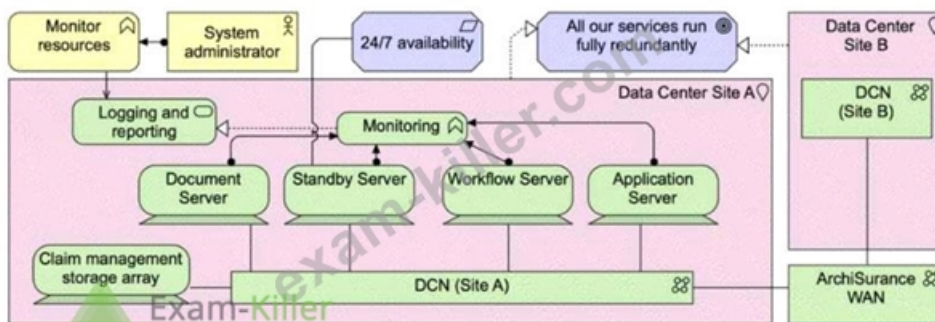 Monitor
resources
System
administrator
24/7 availability
All our services run
fully redundantly
Data Center
Site B
Data Center Site A
DCN
(Site B)
Logging and
reporting
Monitoring
Document
Server
Standby Server
Workflow Server
Application
Server
Claim management
storage array
DCN (Site A)
ArchiSurance
WAN
exam-killer.com
Exam-Killer